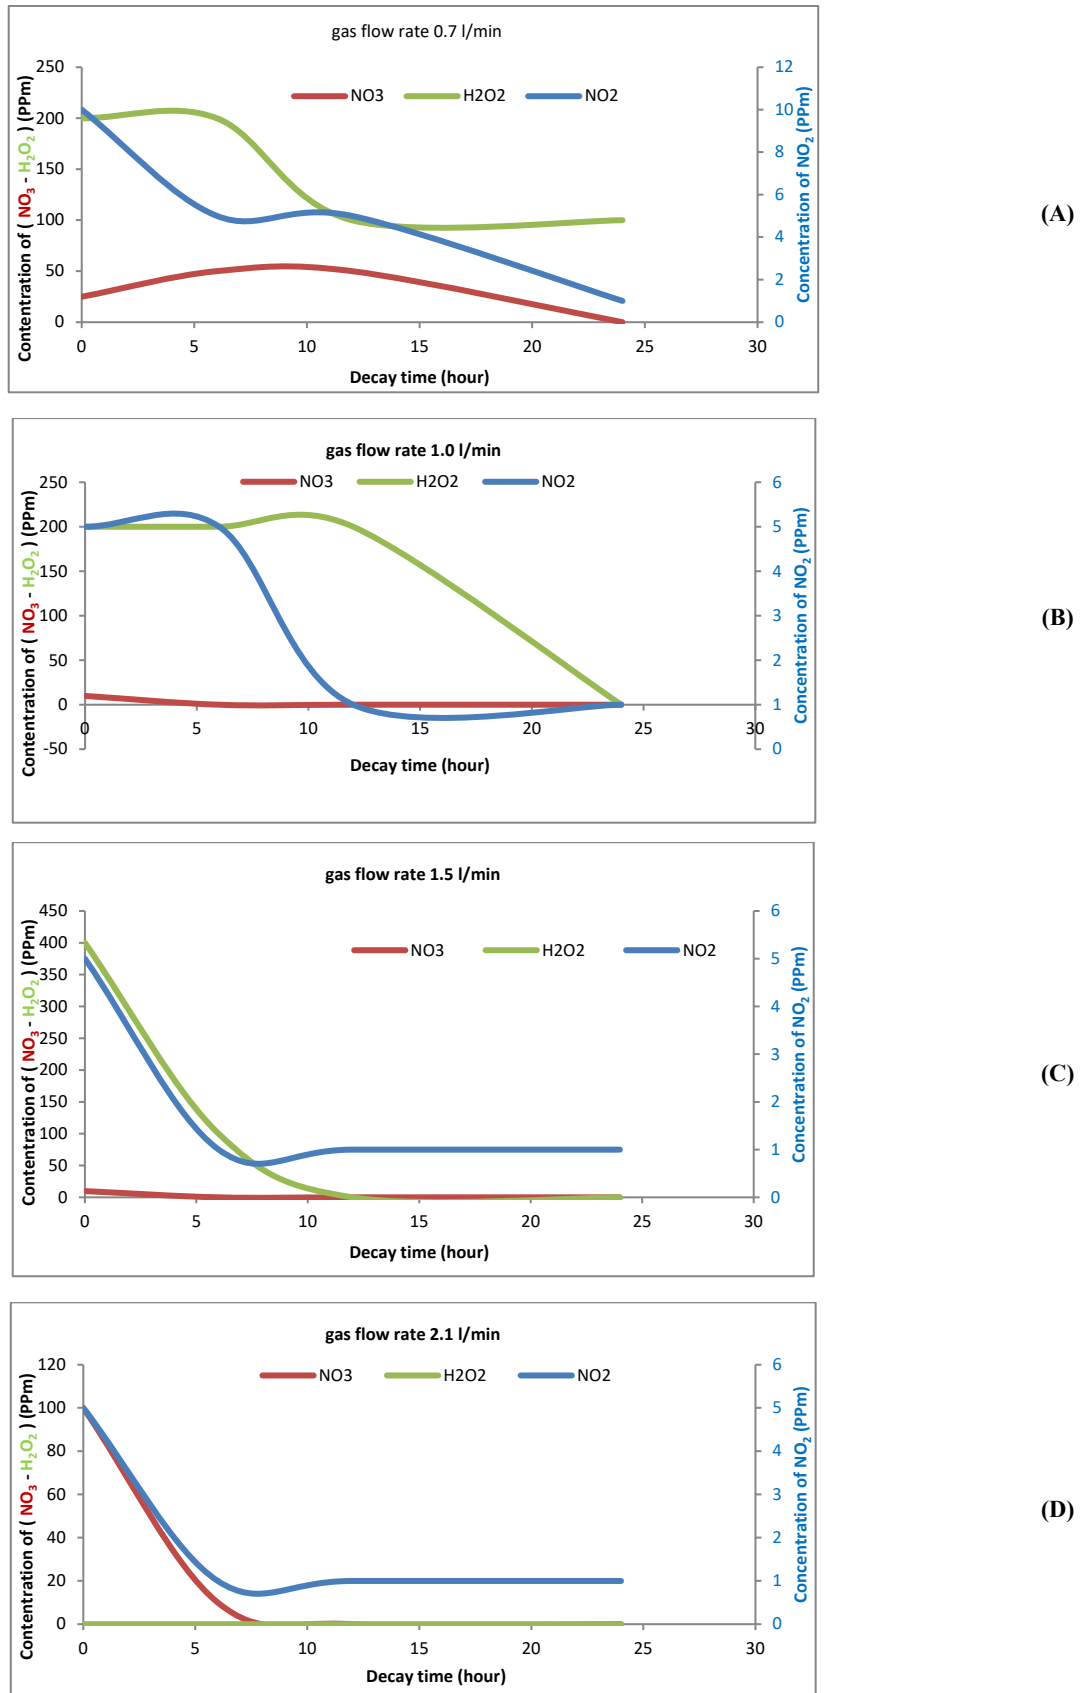 gas flow rate 0.7 l/min
NO3 H2O2 NO2
Contentration of ( NO₃ - H₂O₂ ) (PPm)
250
200
150
100
50
0
12
10
8
6
4
2
0
Concentration of NO₂ (PPm)
0 5 10 15 20 25 30
Decay time (hour)
(A)
gas flow rate 1.0 l/min
NO3 H2O2 NO2
Contentration of ( NO₃ - H₂O₂ ) (PPm)
250
200
150
100
50
0
-50
6
5
4
3
2
1
0
Concentration of NO₂ (PPm)
0 5 10 15 20 25 30
Decay time (hour)
(B)
gas flow rate 1.5 l/min
NO3 H2O2 NO2
Contentration of ( NO₃ - H₂O₂ ) (PPm)
450
400
350
300
250
200
150
100
50
0
6
5
4
3
2
1
0
Concentration of NO₂ (PPm)
0 5 10 15 20 25 30
Decay time (hour)
(C)
gas flow rate 2.1 l/min
NO3 H2O2 NO2
Contentration of ( NO₃ - H₂O₂ ) (PPm)
120
100
80
60
40
20
0
6
5
4
3
2
1
0
Concentration of NO₂ (PPm)
0 5 10 15 20 25 30
Decay time (hour)
(D)